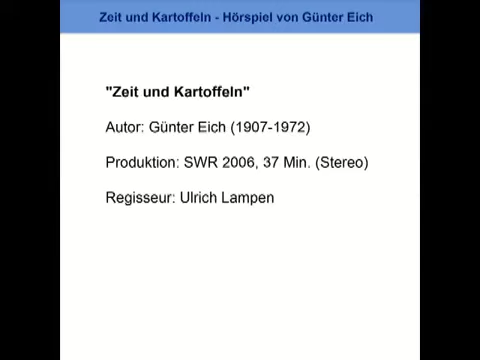 Zeit und Kartoffeln - Hörspiel von Günter Eich
"Zeit und Kartoffeln"
Autor: Günter Eich (1907-1972)
Produktion: SWR 2006, 37 Min. (Stereo)
Regisseur: Ulrich Lampen